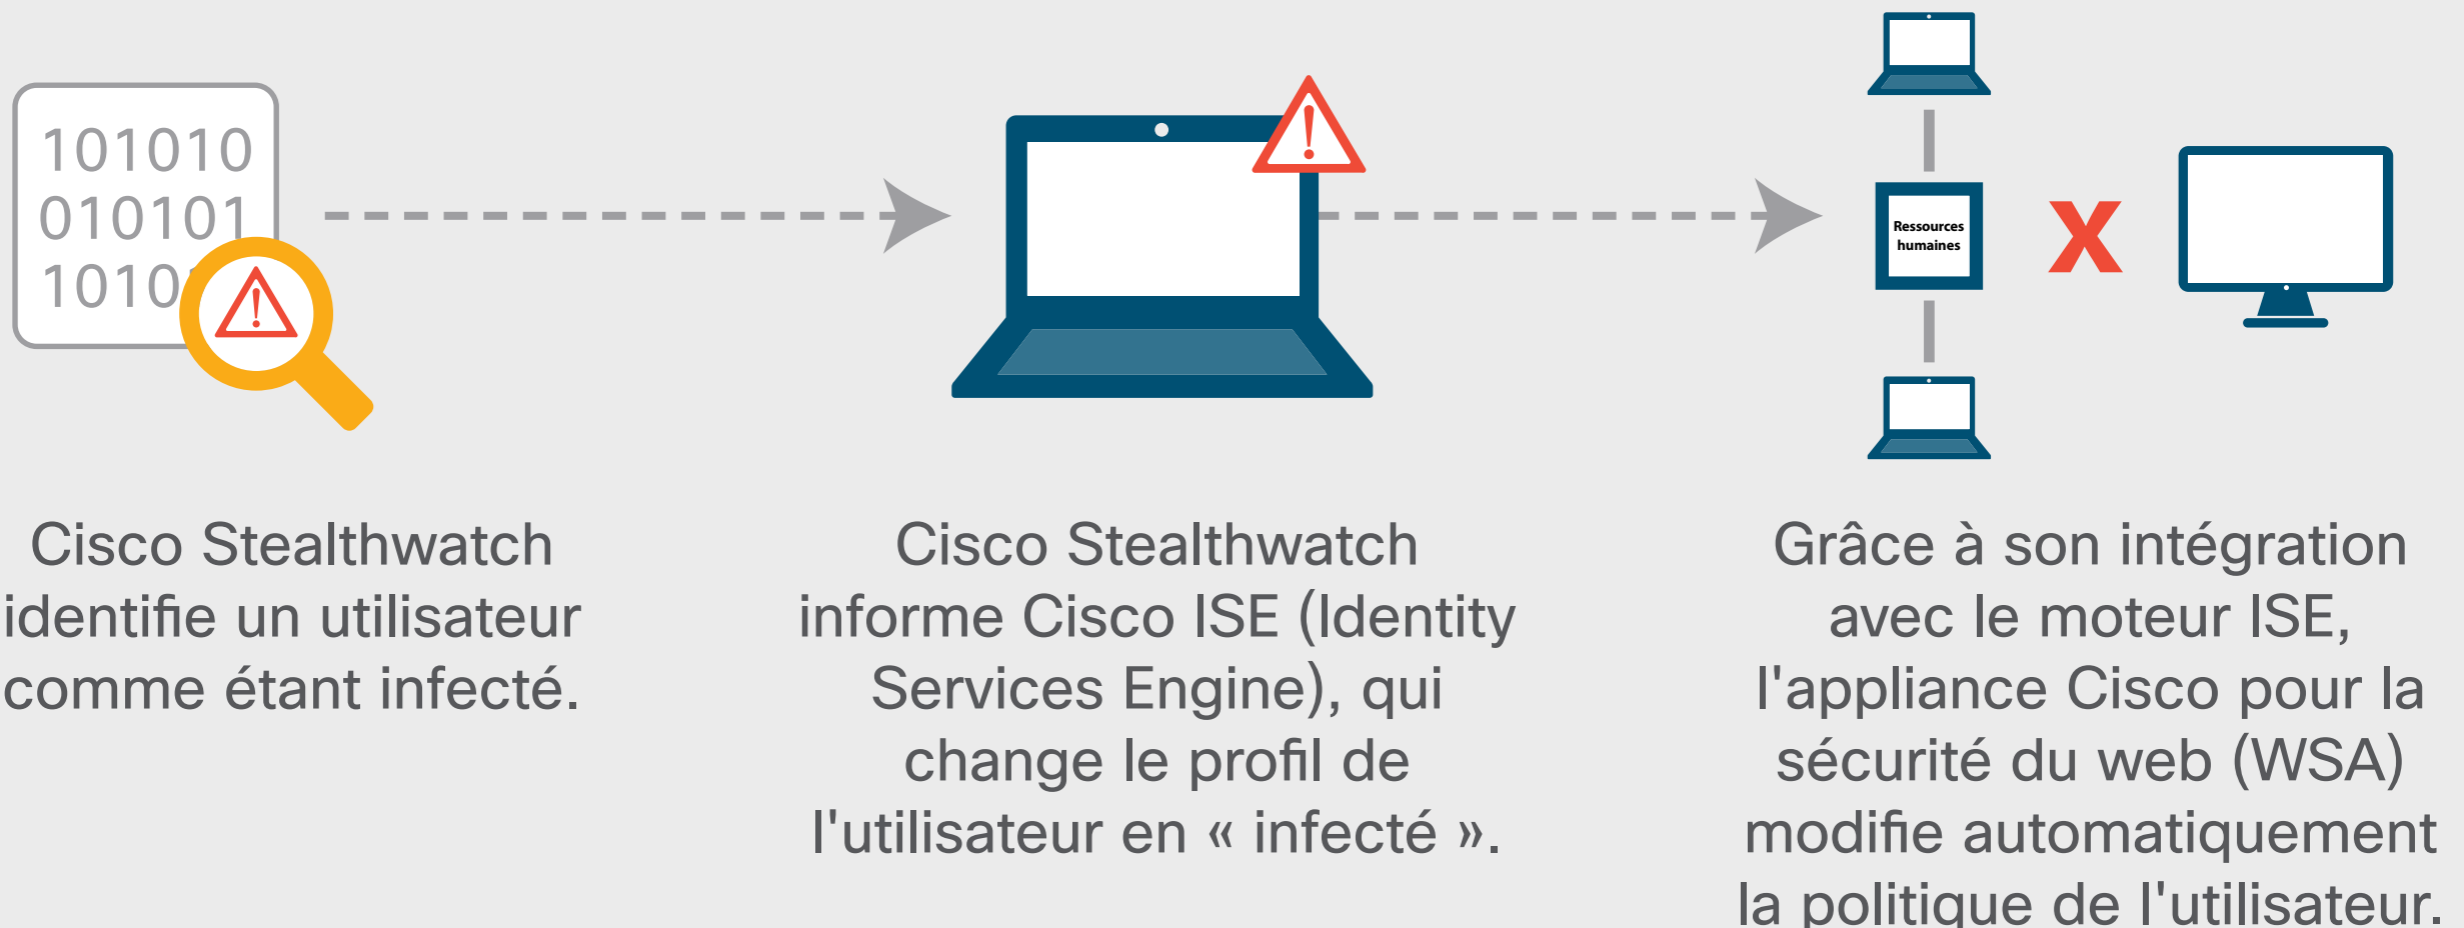 101010
010101
1010
Ressources
humaines
Cisco Stealthwatch
identifie un utilisateur
comme étant infecté.
Cisco Stealthwatch
informe Cisco ISE (Identity
Services Engine), qui
change le profil de
l'utilisateur en « infecté ».
Grâce à son intégration
avec le moteur ISE,
l'appliance Cisco pour la
sécurité du web (WSA)
modifie automatiquement
la politique de l'utilisateur.